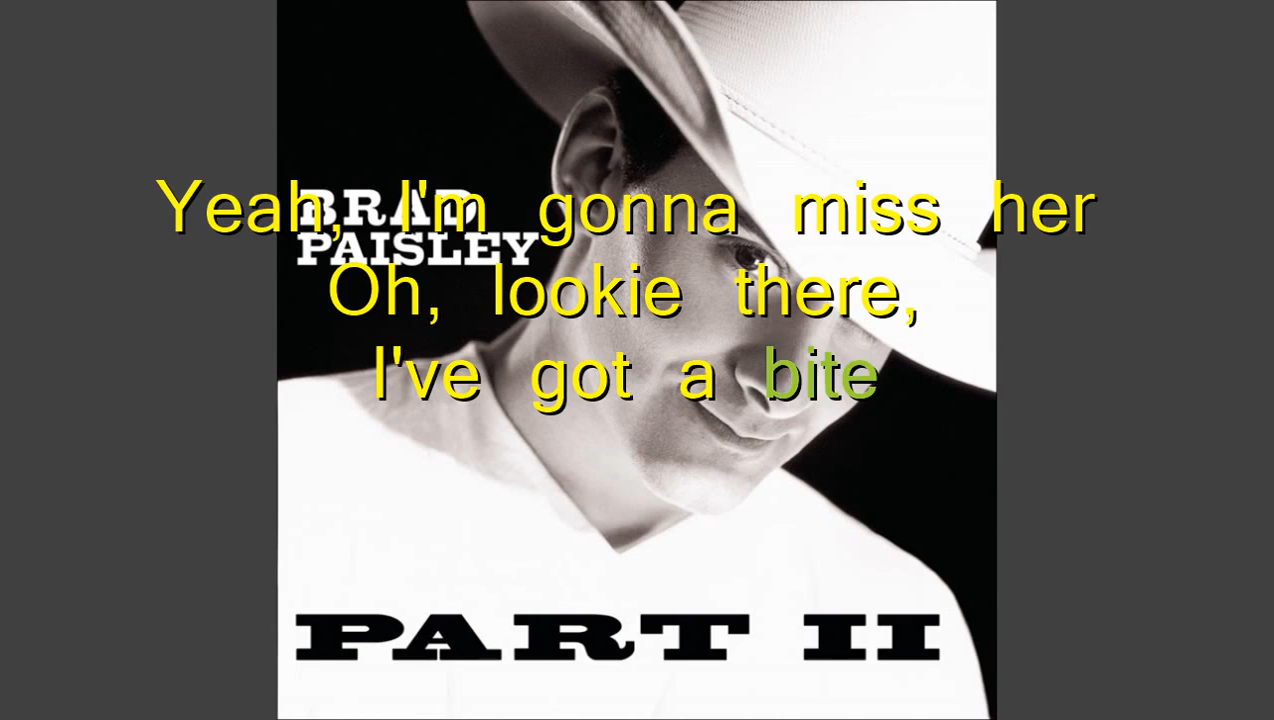 BRAD
PAISLEY
Yeah, I'm gonna miss her
Oh, lookie there,
I've got a bite
PART II